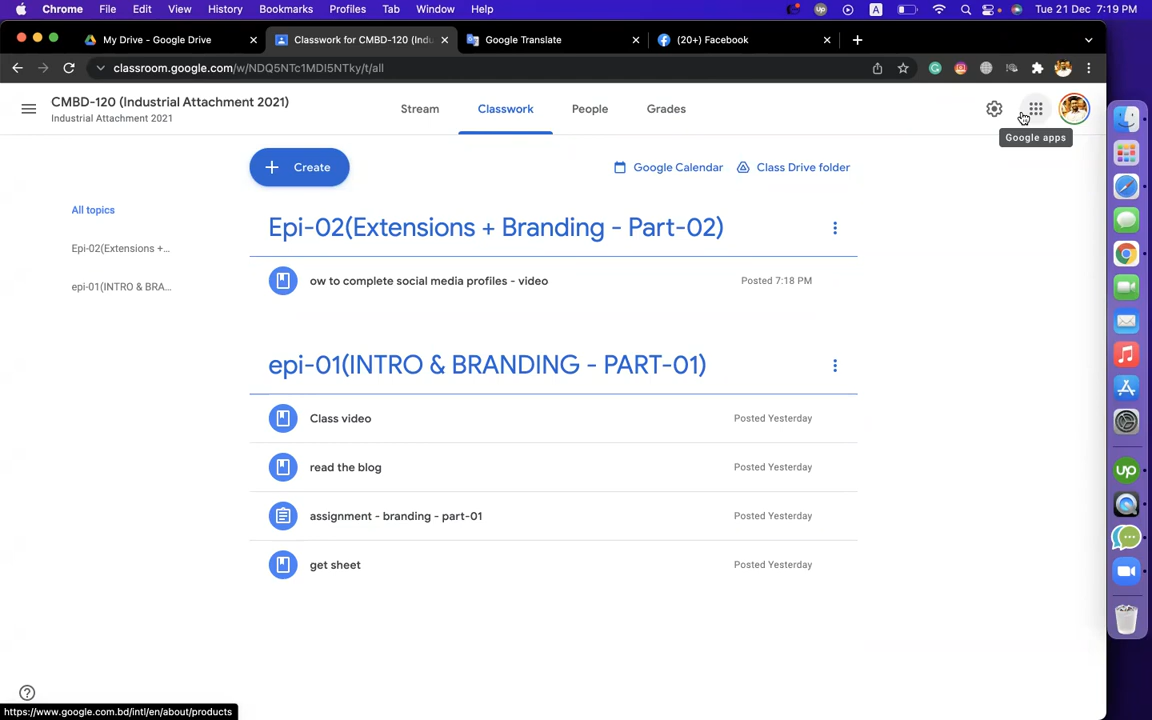 Chrome File Edit View History Bookmarks Profiles Tab Window Help
Up A Tue 21 Dec 7:19 PM
My Drive - Google Drive
Classwork for CMBD-120 (Indu
Google Translate
(20+) Facebook
classroom.google.com/w/NDQ5NTc1MDI5NTky/t/all
CMBD-120 (Industrial Attachment 2021)
Industrial Attachment 2021
Stream
Classwork
People
Grades
Google apps
Create
Google Calendar
Class Drive folder
All topics
Epi-02(Extensions +...
epi-01(INTRO & BRA...
Epi-02(Extensions + Branding - Part-02)
ow to complete social media profiles - video Posted 7:18 PM
epi-01(INTRO & BRANDING - PART-01)
Class video Posted Yesterday
read the blog Posted Yesterday
assignment - branding - part-01 Posted Yesterday
get sheet Posted Yesterday
up
https://www.google.com.bd/intl/en/about/products